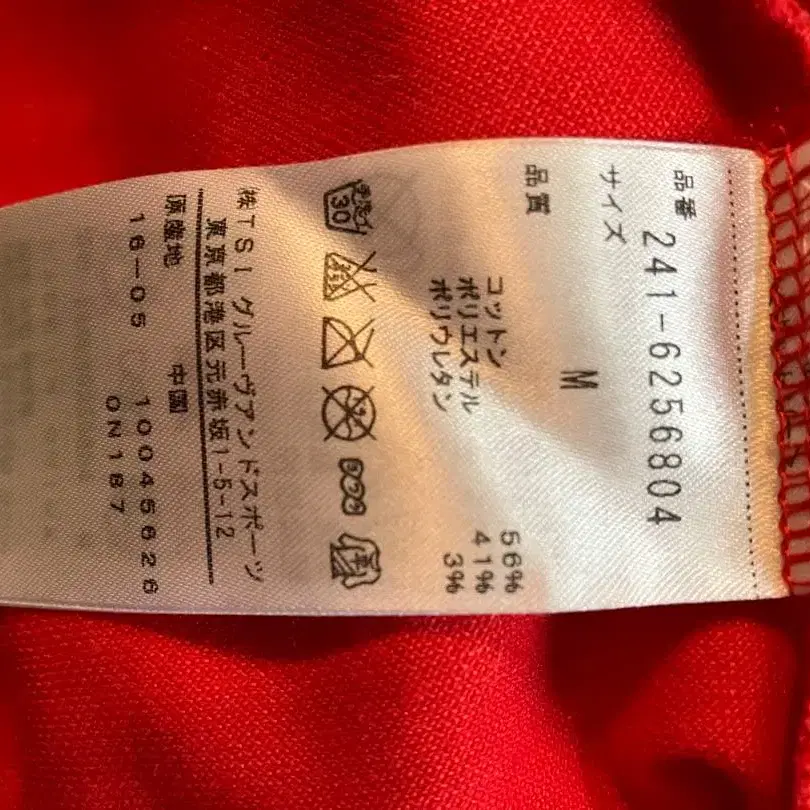 品番 241-6256804
サイズ M
品質
コットン 56%
ポリエステル 41%
ポリウレタン 3%
30
㈱TSI グルーヴアンドスポーツ
東京都港区元赤坂1-5-12
原産地 中国
16-05 10045626
ON187